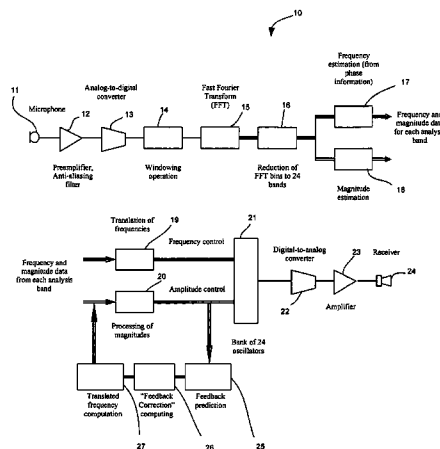 10
Analog-to-digital
converter
Fast Fourier
Transform
(FFT)
Frequency
estimation (from
phase
information)
11
Microphone
12
13
14
15
16
17
Frequency and
magnitude data
for each analysis
band
Preamplifier,
Anti-aliasing
filter
Windowing
operation
Reduction of
FFT bins to 24
bands
Magnitude
estimation
18
Translation of
frequencies
19
21
Frequency control
Digital-to-analog
converter
23
Receiver
24
Frequency and
magnitude data
from each analysis
band
20
Amplitude control
22
Amplifier
Processing of
magnitudes
Bank of 24
oscillators
Translated
frequency
computation
"Feedback
Correction"
computing
Feedback
prediction
27
26
25